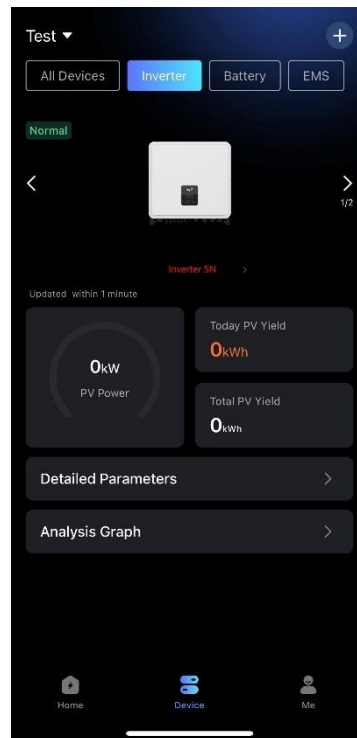 Test
All Devices Inverter Battery EMS
Normal
1/2
Inverter SN
Updated within 1 minute
Today PV Yield
0kWh
0kW
PV Power
Total PV Yield
0kWh
Detailed Parameters
Analysis Graph
Home Device Me